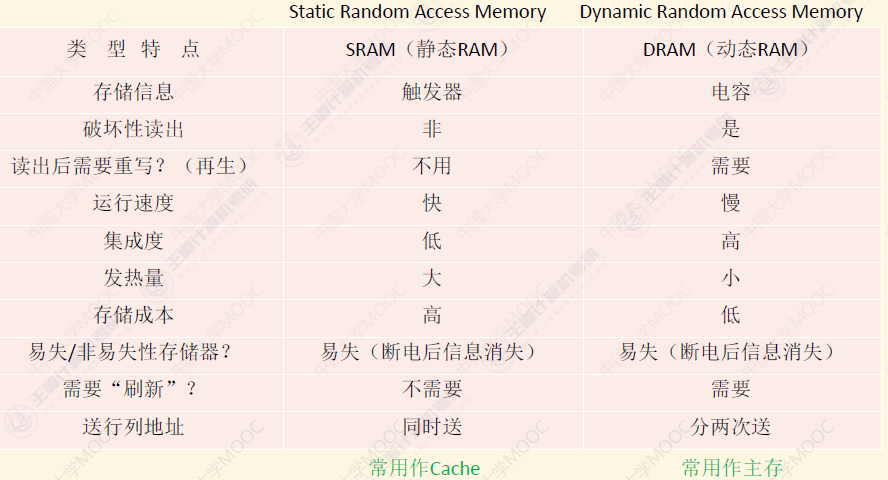 Static Random Access Memory Dynamic Random Access Memory
类 型 特 点 SRAM（静态RAM） DRAM（动态RAM）
存储信息 触发器 电容
破坏性读出 非 是
读出后需要重写？（再生） 不用 需要
运行速度 快 慢
集成度 低 高
发热量 大 小
存储成本 高 低
易失/非易失性存储器？ 易失（断电后信息消失） 易失（断电后信息消失）
需要“刷新”？ 不需要 需要
送行列地址 同时送 分两次送
常用作Cache 常用作主存